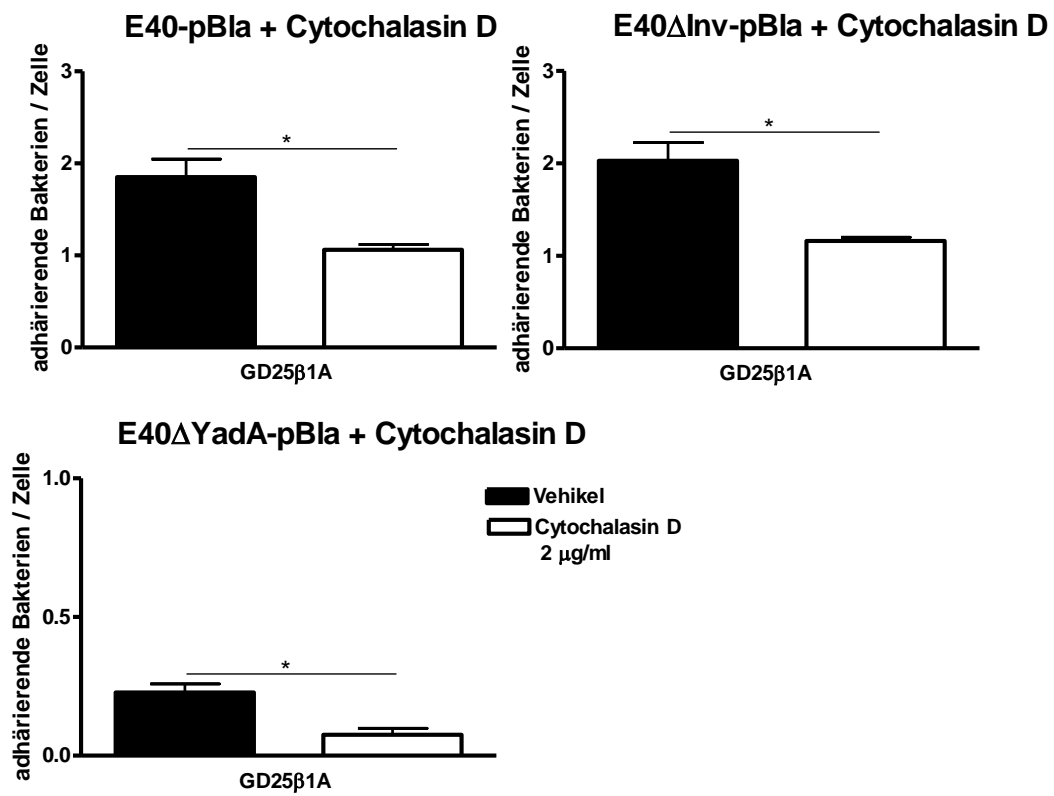 E40-pBla + Cytochalasin D
adhärierende Bakterien / Zelle
3
2
1
0
*
GD25β1A
E40ΔInv-pBla + Cytochalasin D
adhärierende Bakterien / Zelle
3
2
1
0
*
GD25β1A
E40ΔYadA-pBla + Cytochalasin D
adhärierende Bakterien / Zelle
1.0
0.5
0.0
*
GD25β1A
Vehikel
Cytochalasin D
2 μg/ml